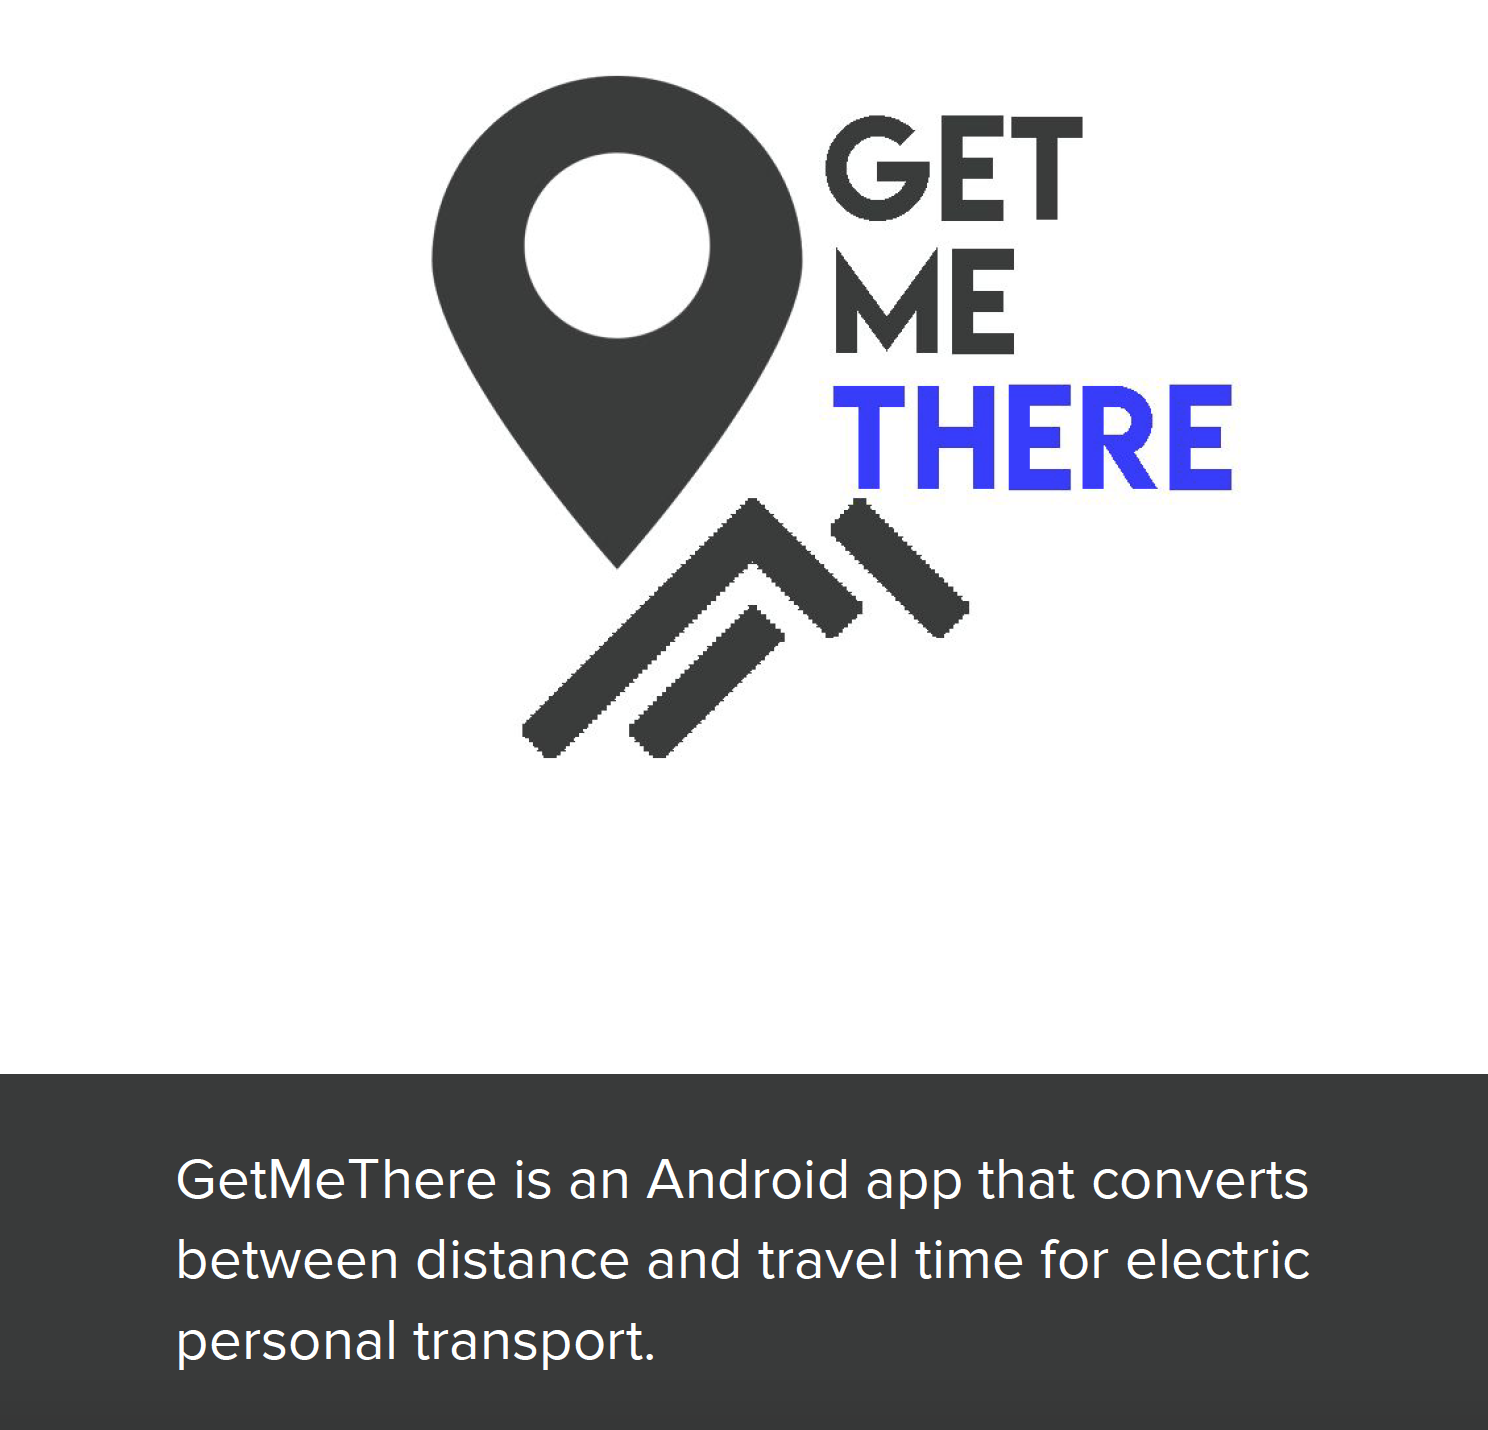 GET
ME
THERE
GetMeThere is an Android app that converts
between distance and travel time for electric
personal transport.